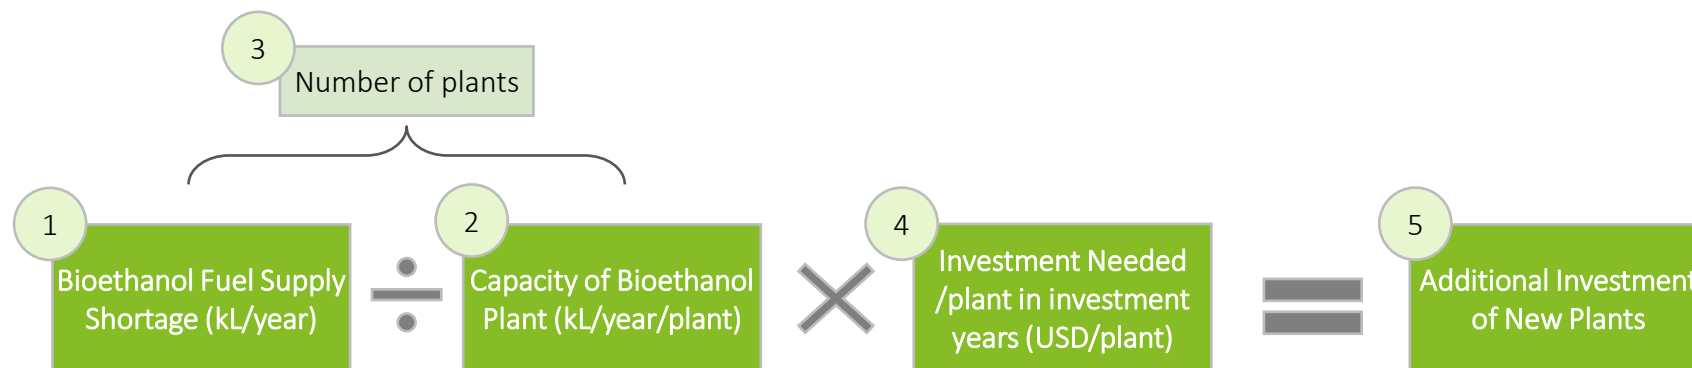 3
Number of plants
1
Bioethanol Fuel Supply
Shortage (kL/year)
2
Capacity of Bioethanol
Plant (kL/year/plant)
4
Investment Needed
/plant in investment
years (USD/plant)
5
Additional Investment
of New Plants